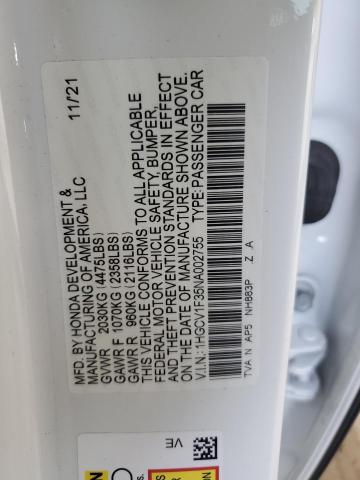 MFD. BY HONDA DEVELOPMENT &
MANUFACTURING OF AMERICA, LLC 11/21
GVWR 2030KG (4475LBS)
GAWR F 1070KG (2358LBS)
GAWR R 960KG (2116LBS)
THIS VEHICLE CONFORMS TO ALL APPLICABLE
FEDERAL MOTOR VEHICLE SAFETY, BUMPER,
AND THEFT PREVENTION STANDARDS IN EFFECT
ON THE DATE OF MANUFACTURE SHOWN ABOVE.
V.I.N.:1HGCV1F35NA002755 TYPE:PASSENGER CAR
TVA N AP5 NH883P Z A
VE